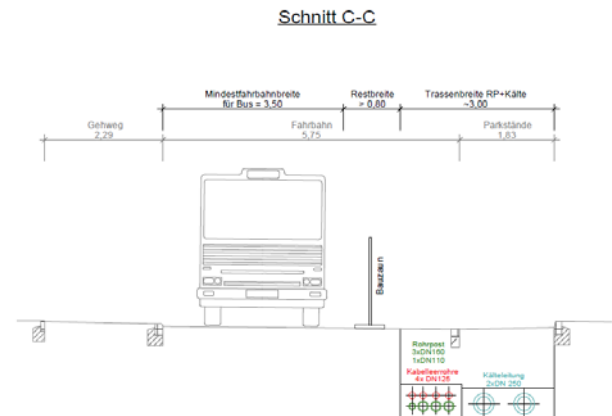 Schnitt C-C
Mindestfahrbahnbreite
für Bus = 3,50
Restbreite
> 0,80
Trassenbreite RP+Kälte
~3,00
Gehweg
2,29
Fahrbahn
5,75
Parkstände
1,83
Bauzaun
Rohrpost
3xDN160
1xDN110
Kabelleerrohre
4x DN125
Kälteleitung
2xDN 250